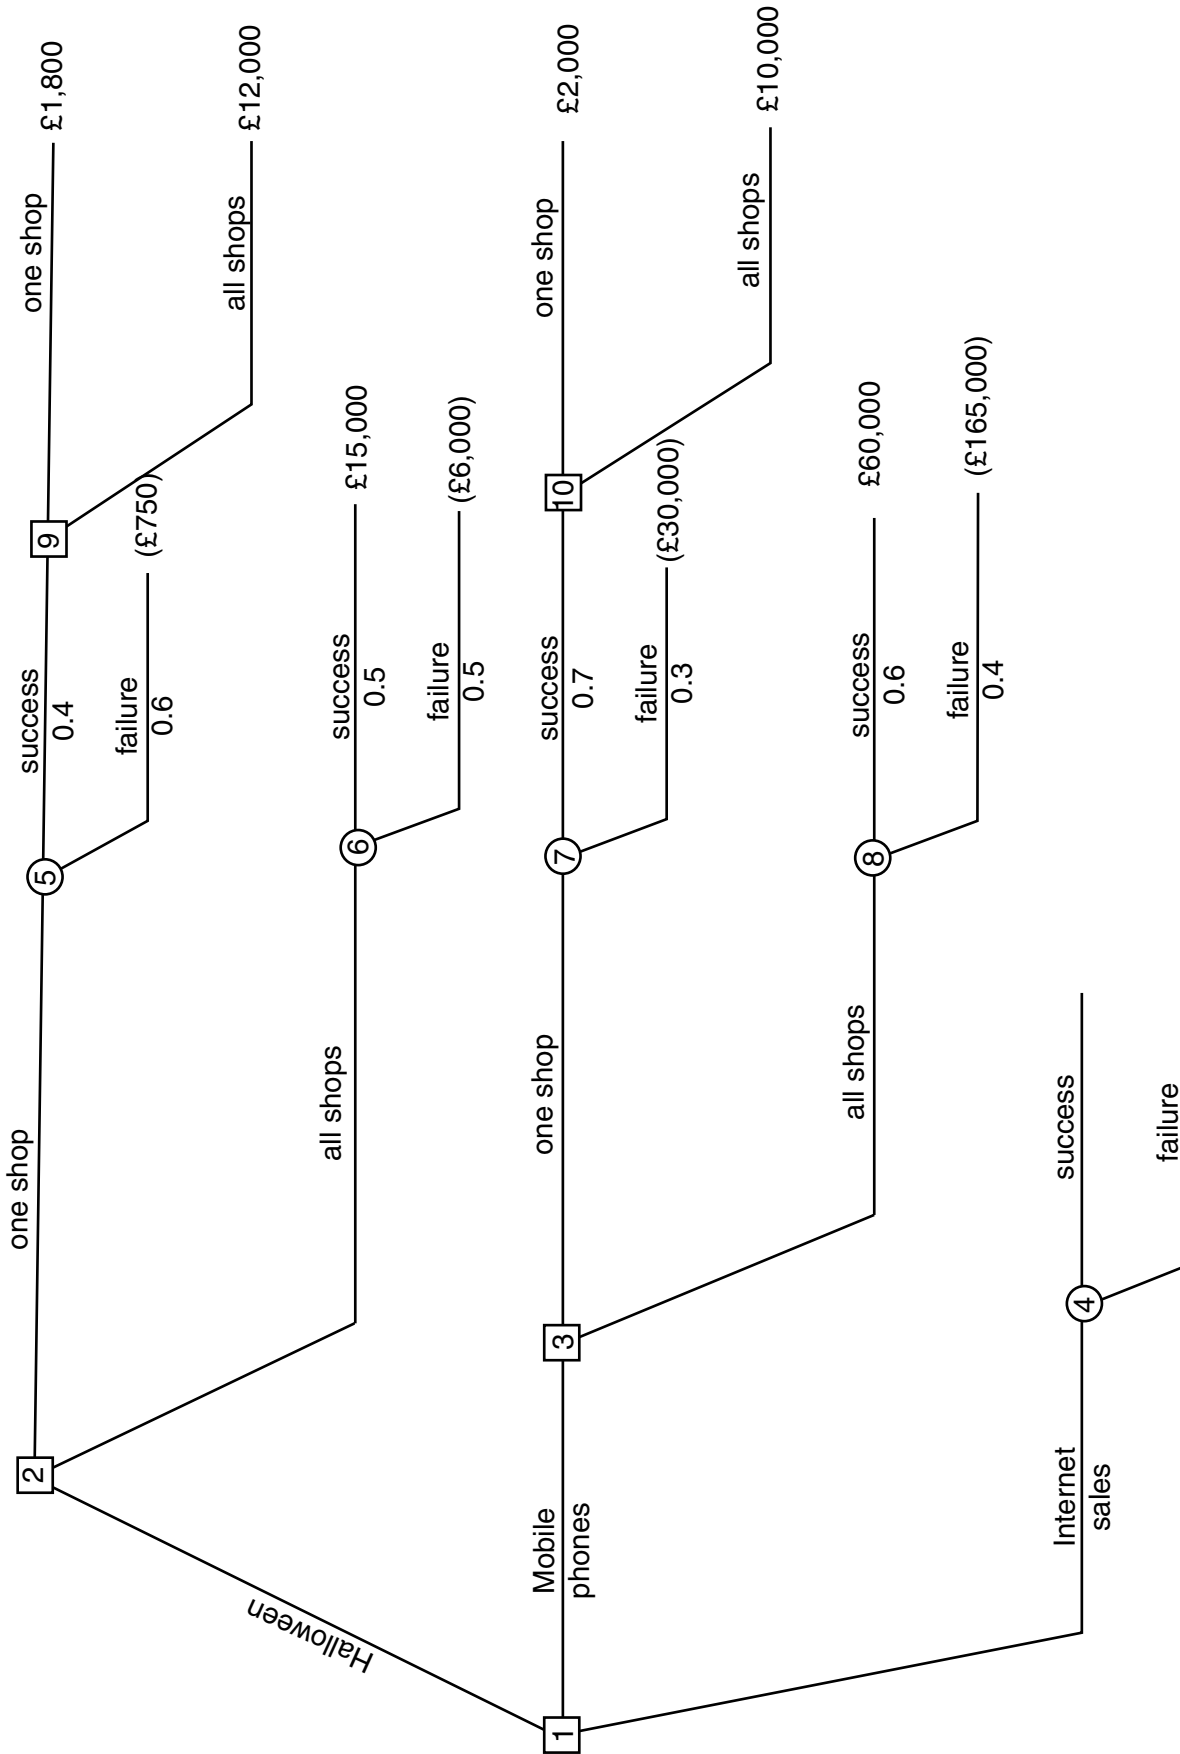 one shop
£1,800
success
0.4
9
all shops
£12,000
5
failure
0.6
(£750)
2
all shops
success
0.5
£15,000
6
failure
0.5
(£6,000)
Halloween
1
Mobile
phones
3
one shop
7
success
0.7
10
one shop
£2,000
all shops
£10,000
failure
0.3
(£30,000)
all shops
8
success
0.6
£60,000
failure
0.4
(£165,000)
Internet
sales
4
success
failure
one shop